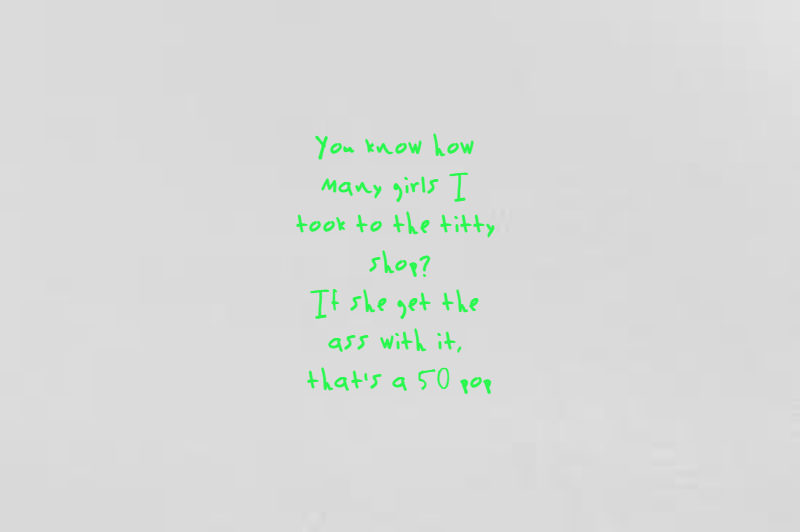 You know how
many girls I
took to the titty
shop?
If she get the
ass with it,
that's a 50 pop